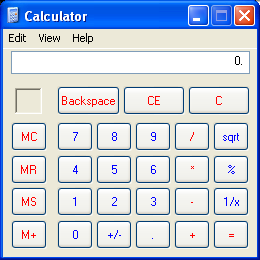 Calculator
Edit View Help
0.
Backspace CE C
MC 7 8 9 / sqrt
MR 4 5 6 * %
MS 1 2 3 - 1/x
M+ 0 +/- . + =